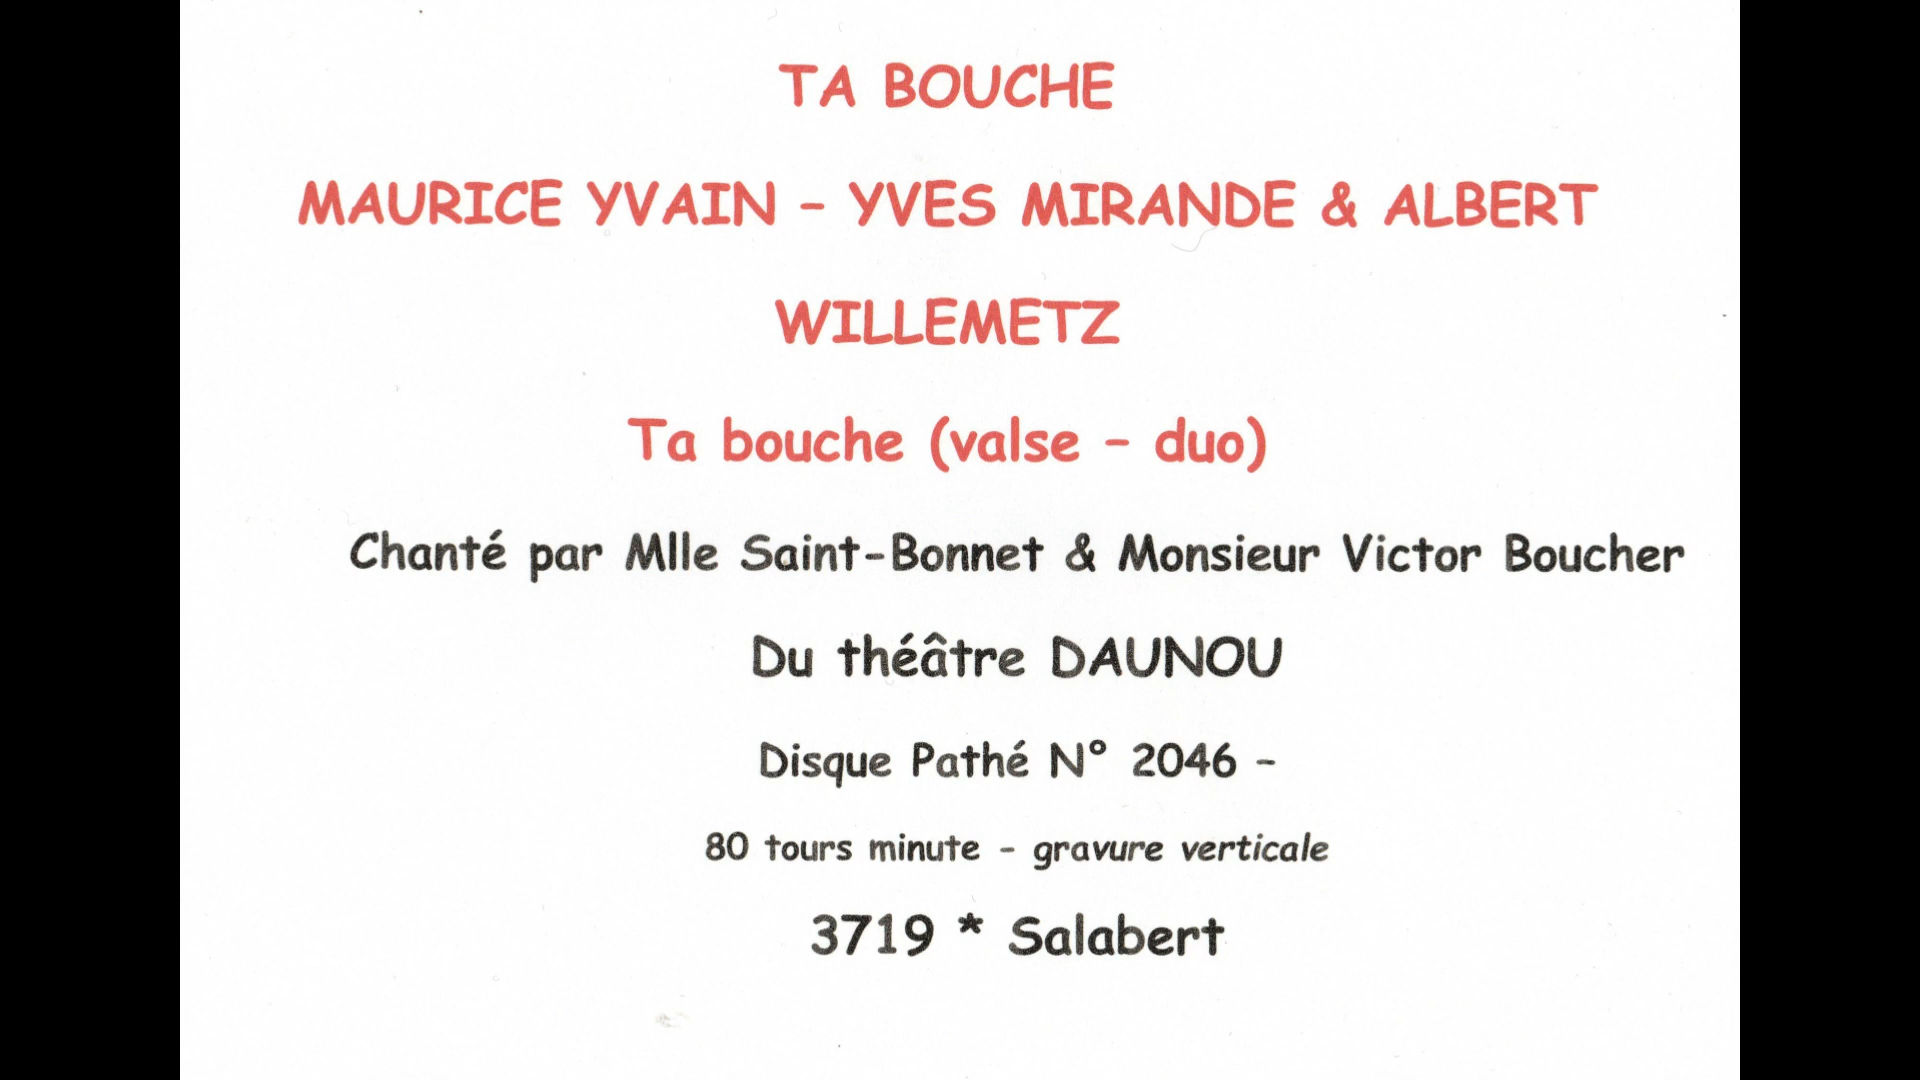 TA BOUCHE
MAURICE YVAIN – YVES MIRANDE & ALBERT
WILLEMETZ
Ta bouche (valse – duo)
Chanté par Mlle Saint-Bonnet & Monsieur Victor Boucher
Du théâtre DAUNOU
Disque Pathé N° 2046 –
80 tours minute – gravure verticale
3719 * Salabert